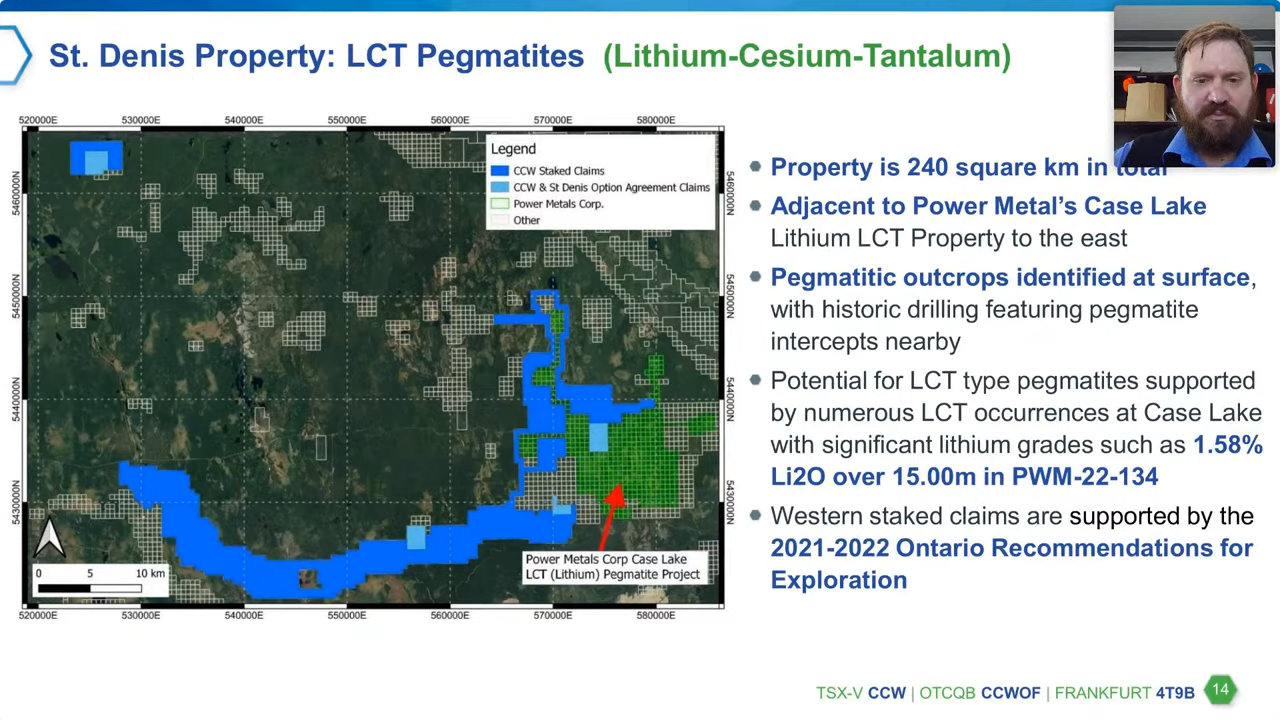 St. Denis Property: LCT Pegmatites (Lithium-Cesium-Tantalum)
520000E 530000E 540000E 550000E 560000E 570000E 580000E
5460000N
5450000N
5440000N
5430000N
Legend
CCW Staked Claims
CCW & St Denis Option Agreement Claims
Power Metals Corp.
Other
5460000N
5450000N
5440000N
5430000N
Power Metals Corp Case Lake
LCT (Lithium) Pegmatite Project
0 5 10 km
520000E 530000E 540000E 550000E 560000E 570000E 580000E
Property is 240 square km in total
Adjacent to Power Metal’s Case Lake
Lithium LCT Property to the east
Pegmatitic outcrops identified at surface,
with historic drilling featuring pegmatite
intercepts nearby
Potential for LCT type pegmatites supported
by numerous LCT occurrences at Case Lake
with significant lithium grades such as 1.58%
Li2O over 15.00m in PWM-22-134
Western staked claims are supported by the
2021-2022 Ontario Recommendations for
Exploration
TSX-V CCW | OTCQB CCWOF | FRANKFURT 4T9B 14